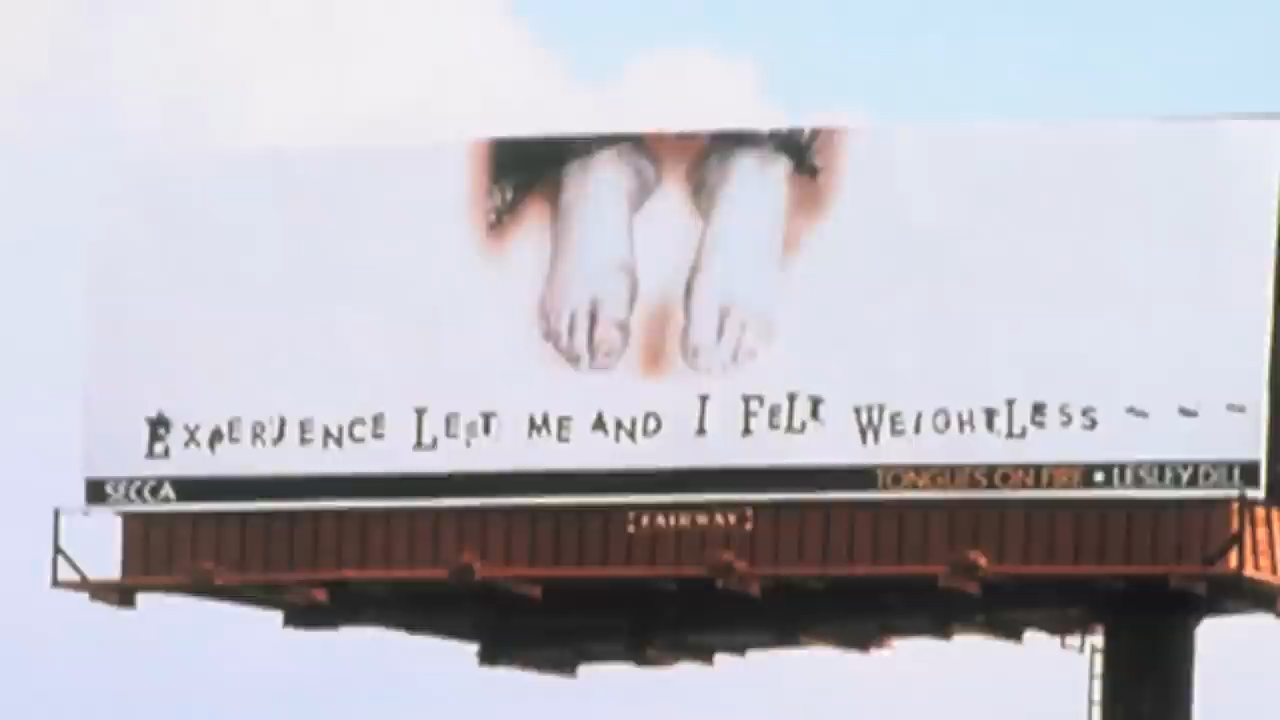 EXPERIENCE LEFT ME AND I FELT WEIGHTLESS ~ ~ ~
SECCA TONGUES ON FIRE • LESLEY DILL
FAIRWAY